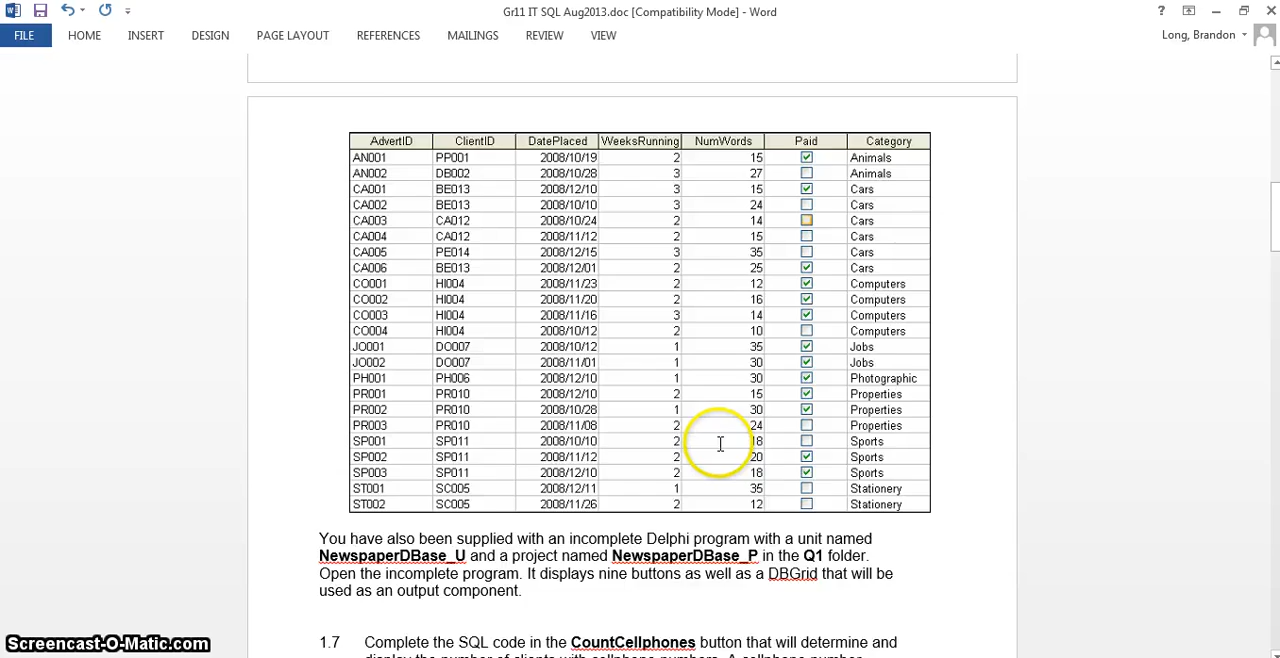 Gr11 IT SQL Aug2013.doc [Compatibility Mode] - Word
FILE HOME INSERT DESIGN PAGE LAYOUT REFERENCES MAILINGS REVIEW VIEW Long, Brandon
AdvertID ClientID DatePlaced WeeksRunning NumWords Paid Category
AN001 PP001 2008/10/19 2 15 Animals
AN002 DB002 2008/10/28 3 27 Animals
CA001 BE013 2008/12/10 3 15 Cars
CA002 BE013 2008/10/10 3 24 Cars
CA003 CA012 2008/10/24 2 14 Cars
CA004 CA012 2008/11/12 2 15 Cars
CA005 PE014 2008/12/15 3 35 Cars
CA006 BE013 2008/12/01 2 25 Cars
CO001 HI004 2008/11/23 2 12 Computers
CO002 HI004 2008/11/20 2 16 Computers
CO003 HI004 2008/11/16 3 14 Computers
CO004 HI004 2008/10/12 2 10 Computers
JO001 DO007 2008/10/12 1 35 Jobs
JO002 DO007 2008/11/01 1 30 Jobs
PH001 PH006 2008/12/10 1 30 Photographic
PR001 PR010 2008/12/10 2 15 Properties
PR002 PR010 2008/10/28 1 30 Properties
PR003 PR010 2008/11/08 2 24 Properties
SP001 SP011 2008/10/10 2 18 Sports
SP002 SP011 2008/11/12 2 20 Sports
SP003 SP011 2008/12/10 2 18 Sports
ST001 SC005 2008/12/11 1 35 Stationery
ST002 SC005 2008/11/26 2 12 Stationery
You have also been supplied with an incomplete Delphi program with a unit named
NewspaperDBase_U and a project named NewspaperDBase_P in the Q1 folder.
Open the incomplete program. It displays nine buttons as well as a DBGrid that will be
used as an output component.
1.7 Complete the SQL code in the CountCellphones button that will determine and
display the number of clients with cellphone numbers. A cellphone number
Screencast-O-Matic.com